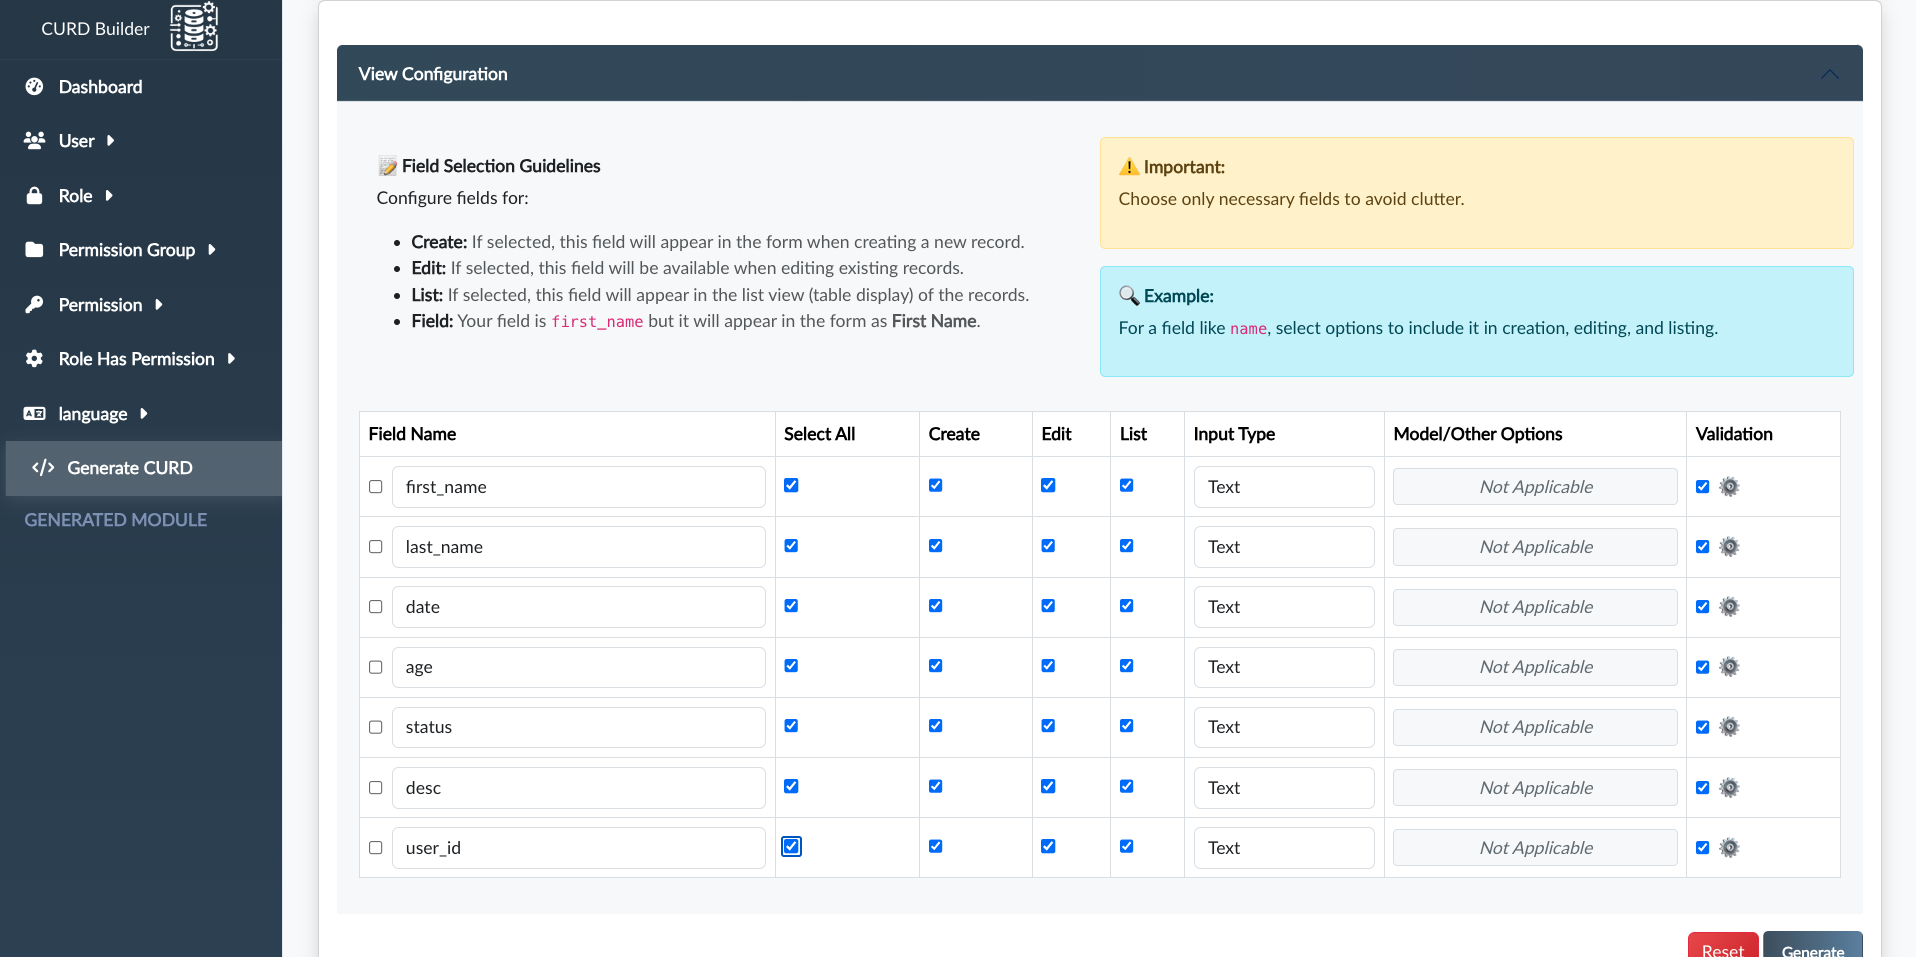 CURD Builder
Dashboard
User
Role
Permission Group
Permission
Role Has Permission
language
Generate CURD
GENERATED MODULE
View Configuration
Field Selection Guidelines
Configure fields for:
Create: If selected, this field will appear in the form when creating a new record.
Edit: If selected, this field will be available when editing existing records.
List: If selected, this field will appear in the list view (table display) of the records.
Field: Your field is first_name but it will appear in the form as First Name.
Important:
Choose only necessary fields to avoid clutter.
Example:
For a field like name, select options to include it in creation, editing, and listing.
Field Name Select All Create Edit List Input Type Model/Other Options Validation
first_name Text Not Applicable
last_name Text Not Applicable
date Text Not Applicable
age Text Not Applicable
status Text Not Applicable
desc Text Not Applicable
user_id Text Not Applicable
Reset Generate